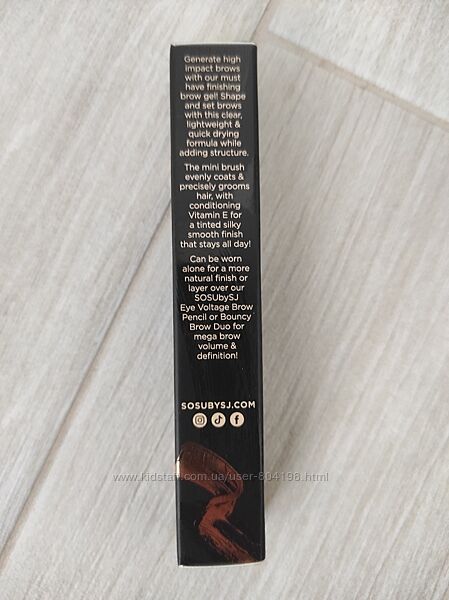 Generate high
impact brows
with our must
have finishing
brow gel! Shape
and set brows
with this clear,
lightweight &
quick drying
formula while
adding structure.
The mini brush
evenly coats &
precisely grooms
hair, with
conditioning
Vitamin E for
a tinted silky
smooth finish
that stays all day!
Can be worn
alone for a more
natural finish or
layer over our
SOSUbySJ
Eye Voltage Brow
Pencil or Bouncy
Brow Duo for
mega brow
volume &
definition!
SOSUBYSJ.COM
www.kidstaff.com.ua/user-804198.html